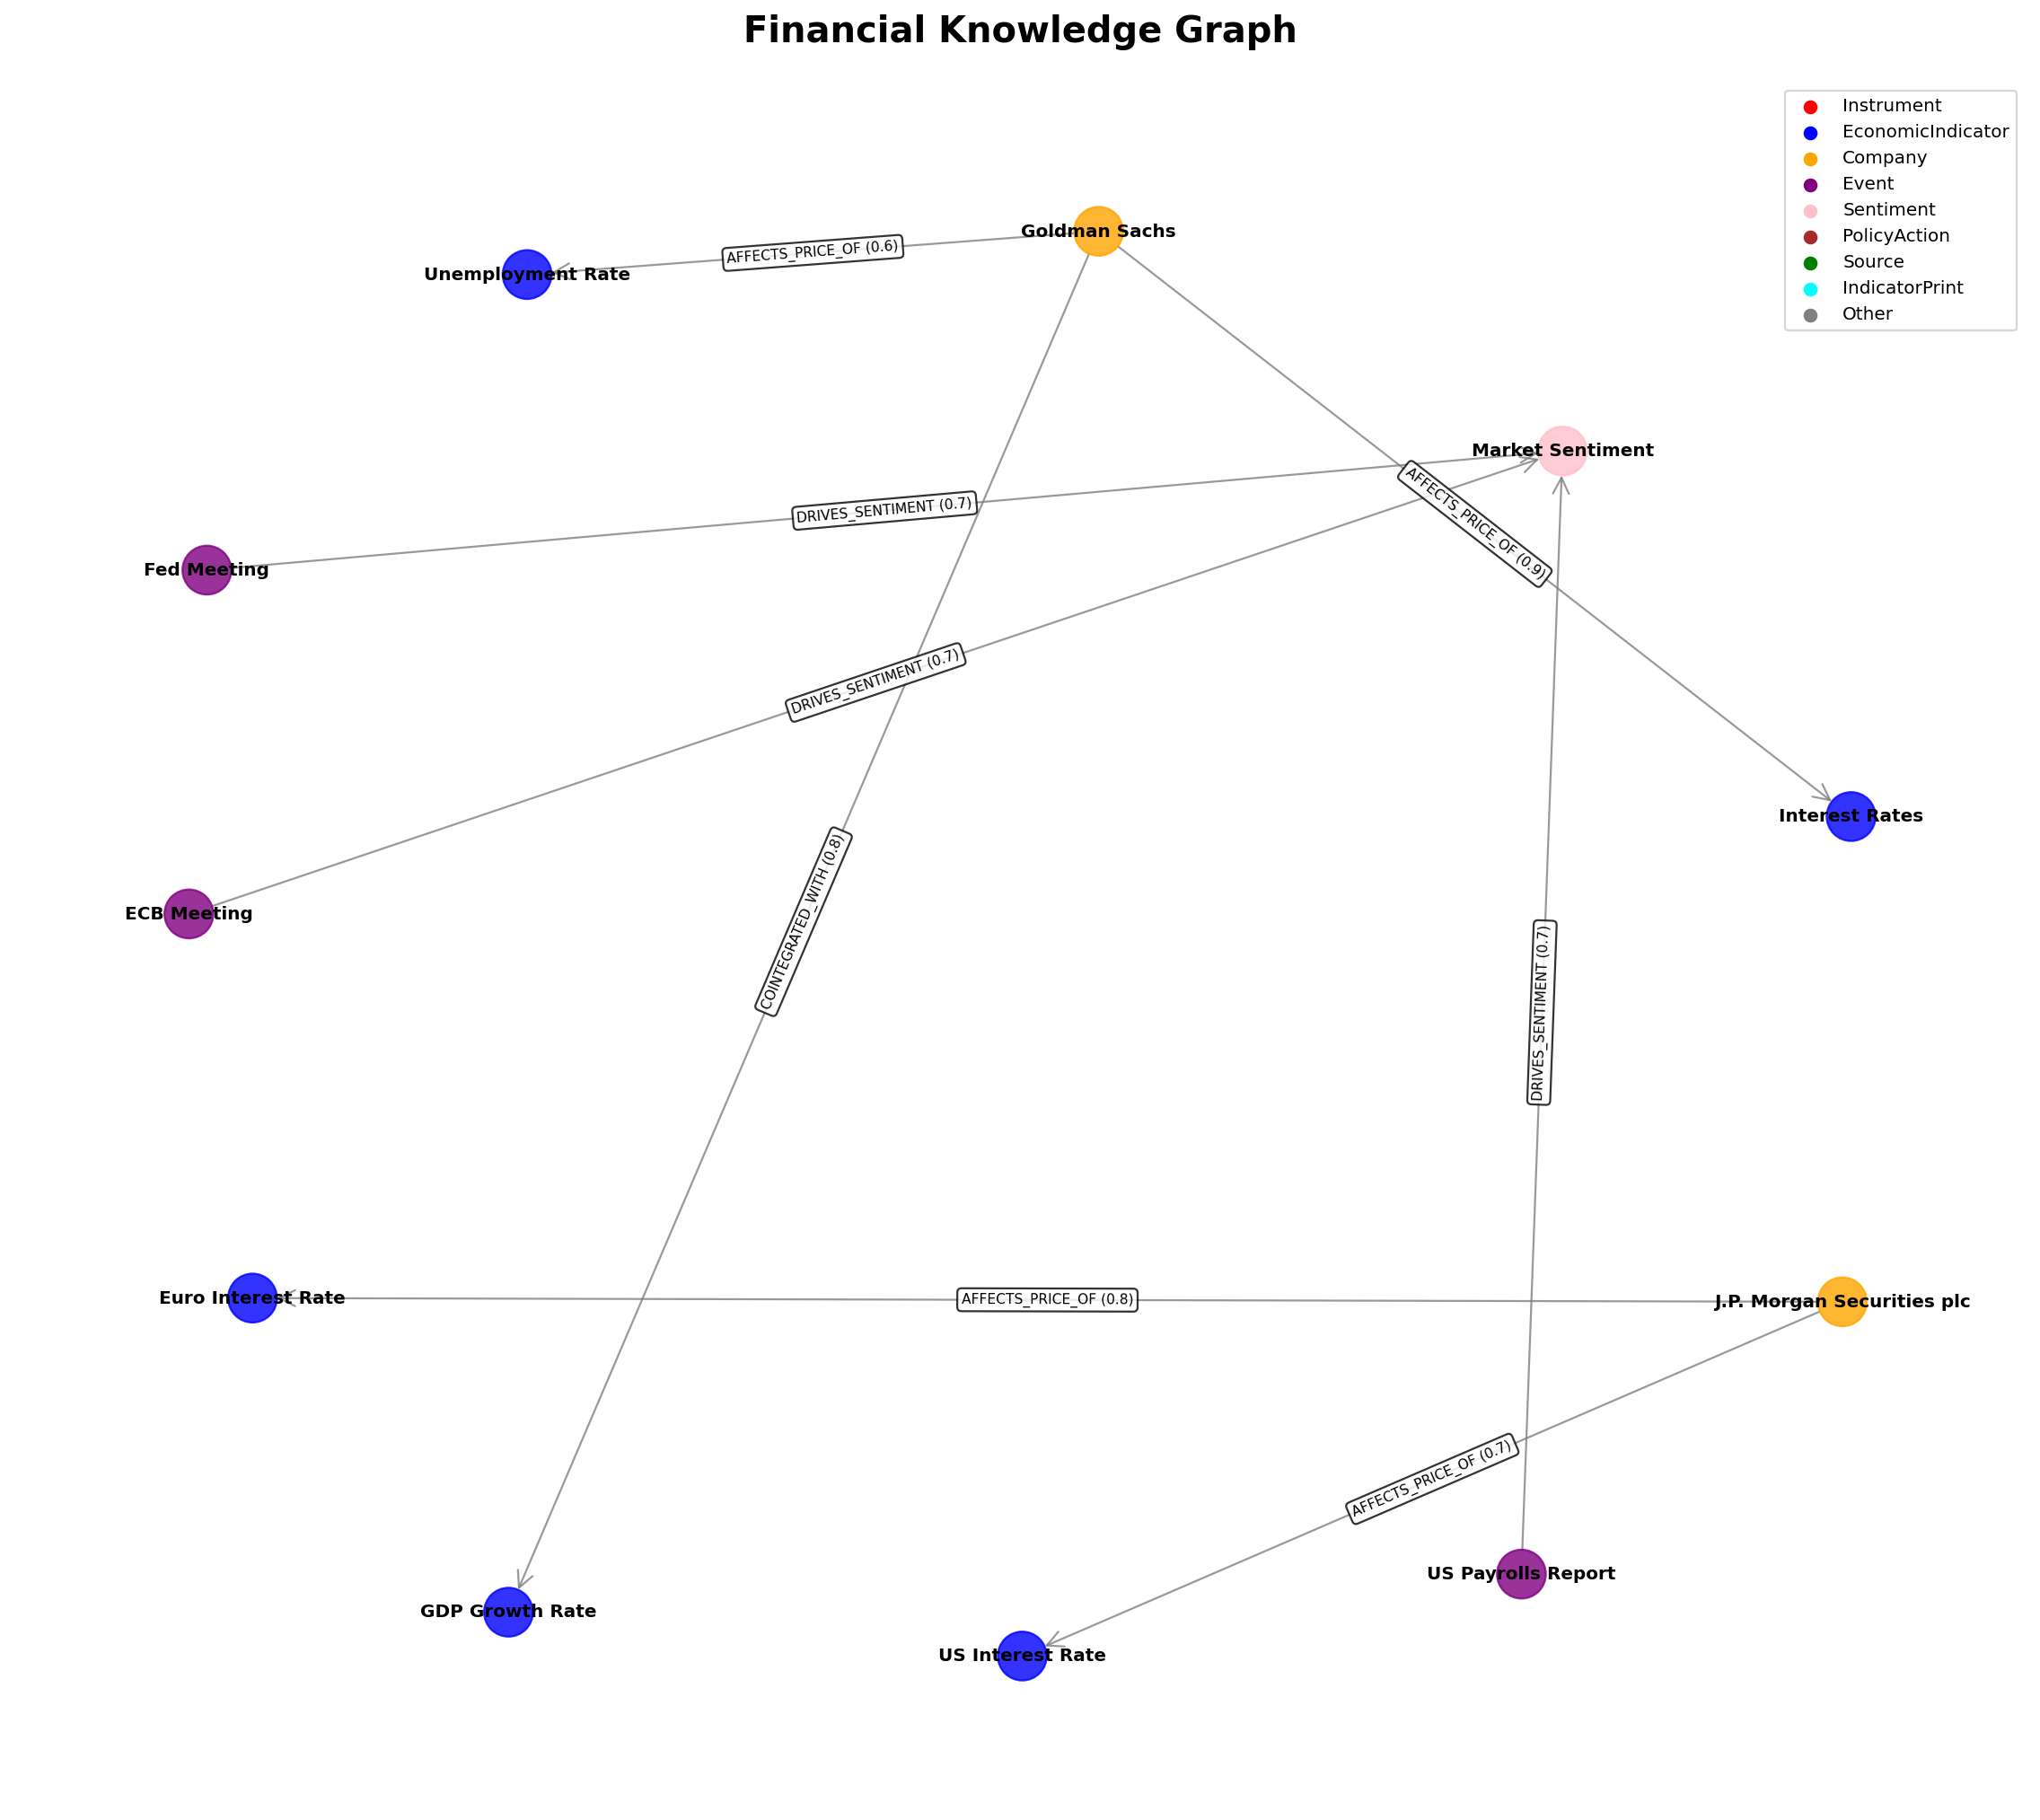 Financial Knowledge Graph
Instrument
EconomicIndicator
Company
Event
Sentiment
PolicyAction
Source
IndicatorPrint
Other
Goldman Sachs
AFFECTS_PRICE_OF (0.6)
Unemployment Rate
Market Sentiment
DRIVES_SENTIMENT (0.7)
AFFECTS_PRICE_OF (0.9)
Fed Meeting
DRIVES_SENTIMENT (0.7)
Interest Rates
ECB Meeting
COINTEGRATED_WITH (0.8)
DRIVES_SENTIMENT (0.7)
Euro Interest Rate
AFFECTS_PRICE_OF (0.8)
J.P. Morgan Securities plc
AFFECTS_PRICE_OF (0.7)
US Payrolls Report
GDP Growth Rate
US Interest Rate